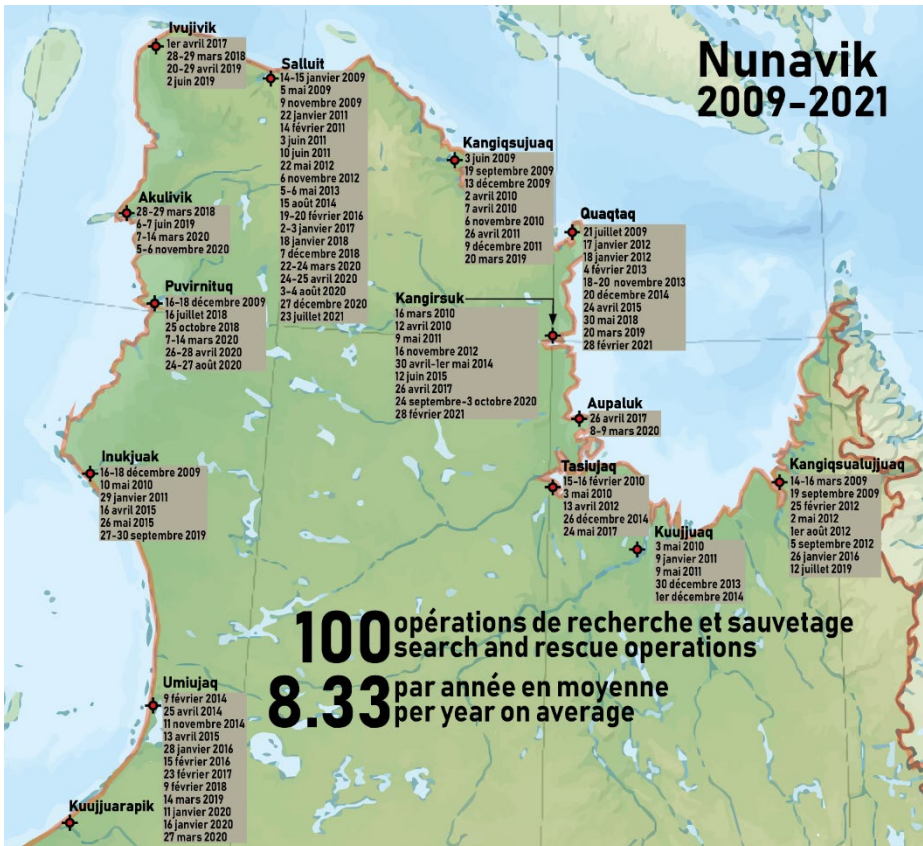 Nunavik
2009-2021
Ivujivik
1er avril 2017
28-29 mars 2018
20-29 avril 2019
2 juin 2019
Salluit
14-15 janvier 2009
5 mai 2009
9 novembre 2009
22 janvier 2011
14 février 2011
3 juin 2011
10 juin 2011
22 mai 2012
6 novembre 2012
5-6 mai 2013
15 août 2014
19-20 février 2016
2-3 janvier 2017
18 janvier 2018
7 décembre 2018
22-24 mars 2020
24-25 avril 2020
3-4 août 2020
27 décembre 2020
23 juillet 2021
Kangiqsujuaq
3 juin 2009
19 septembre 2009
13 décembre 2009
2 avril 2010
7 avril 2010
6 novembre 2010
26 avril 2011
9 décembre 2011
20 mars 2019
Akulivik
28-29 mars 2018
6-7 juin 2019
7-14 mars 2020
5-6 novembre 2020
Quaqtaq
21 juillet 2009
17 janvier 2012
18 janvier 2012
4 février 2013
18-20 novembre 2013
20 décembre 2014
24 avril 2015
30 mai 2018
20 mars 2019
28 février 2021
Puvirnituq
16-18 décembre 2009
16 juillet 2018
25 octobre 2018
7-14 mars 2020
26-28 avril 2020
24-27 août 2020
Kangirsuk
16 mars 2010
12 avril 2010
9 mai 2011
16 novembre 2012
30 avril-1er mai 2014
12 juin 2015
26 avril 2017
24 septembre-3 octobre 2020
28 février 2021
Aupaluk
26 avril 2017
8-9 mars 2020
Inukjuak
16-18 décembre 2009
10 mai 2010
29 janvier 2011
16 avril 2015
26 mai 2015
27-30 septembre 2019
Tasiujaq
15-16 février 2010
3 mai 2010
13 avril 2012
26 décembre 2014
24 mai 2017
Kangiqsualujjuaq
14-16 mars 2009
19 septembre 2009
25 février 2012
2 mai 2012
1er août 2012
5 septembre 2012
26 janvier 2016
12 juillet 2019
Kuujjuaq
3 mai 2010
9 janvier 2011
9 mai 2011
30 décembre 2013
1er décembre 2014
100 opérations de recherche et sauvetage
search and rescue operations
8.33 par année en moyenne
per year on average
Umiujaq
9 février 2014
25 avril 2014
11 novembre 2014
13 avril 2015
28 janvier 2016
15 février 2016
23 février 2017
9 février 2018
14 mars 2019
11 janvier 2020
16 janvier 2020
27 mars 2020
Kuujjuarapik